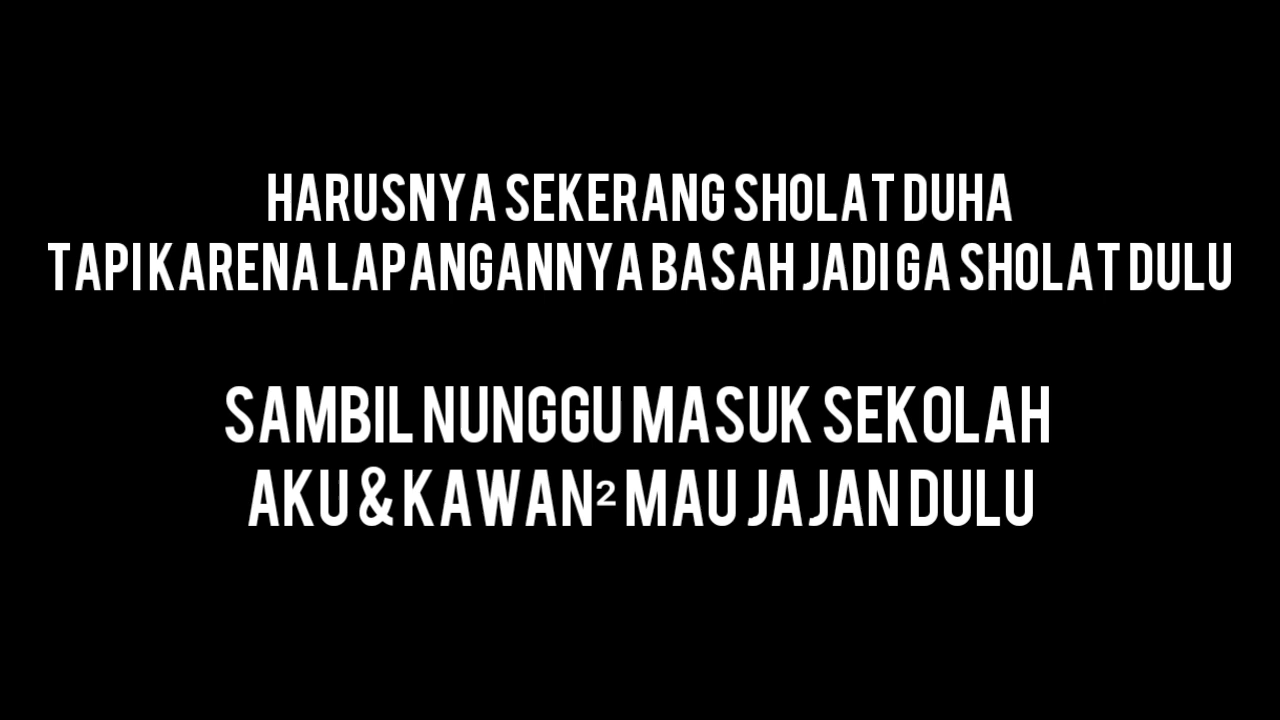 HARUSNYA SEKERANG SHOLAT DUHA
TAPI KARENA LAPANGANNYA BASAH JADI GA SHOLAT DULU
SAMBIL NUNGGU MASUK SEKOLAH
AKU & KAWAN² MAU JAJAN DULU